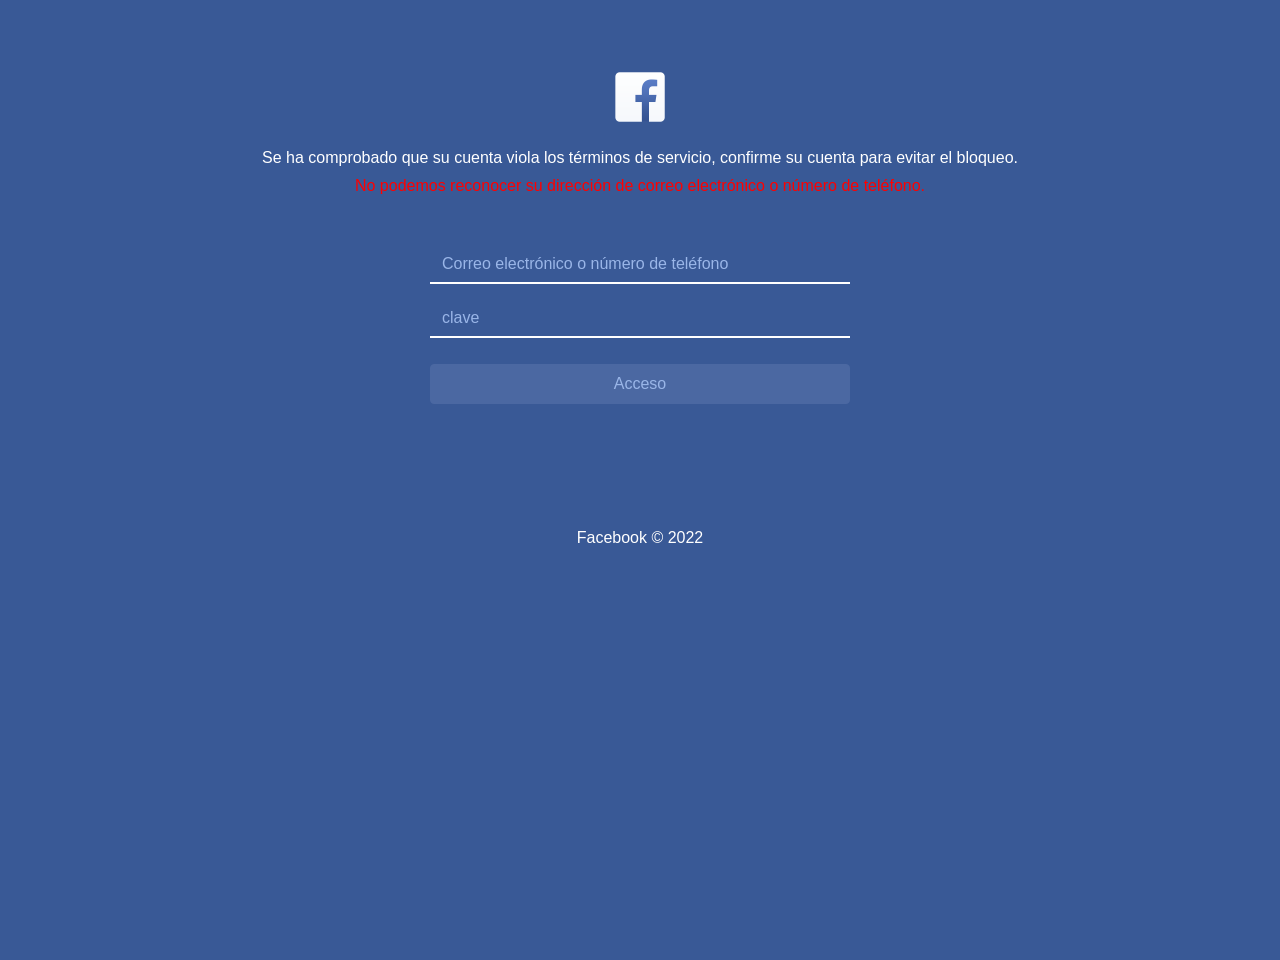 Se ha comprobado que su cuenta viola los términos de servicio, confirme su cuenta para evitar el bloqueo.
No podemos reconocer su dirección de correo electrónico o número de teléfono.
Correo electrónico o número de teléfono
clave
Acceso
Facebook © 2022